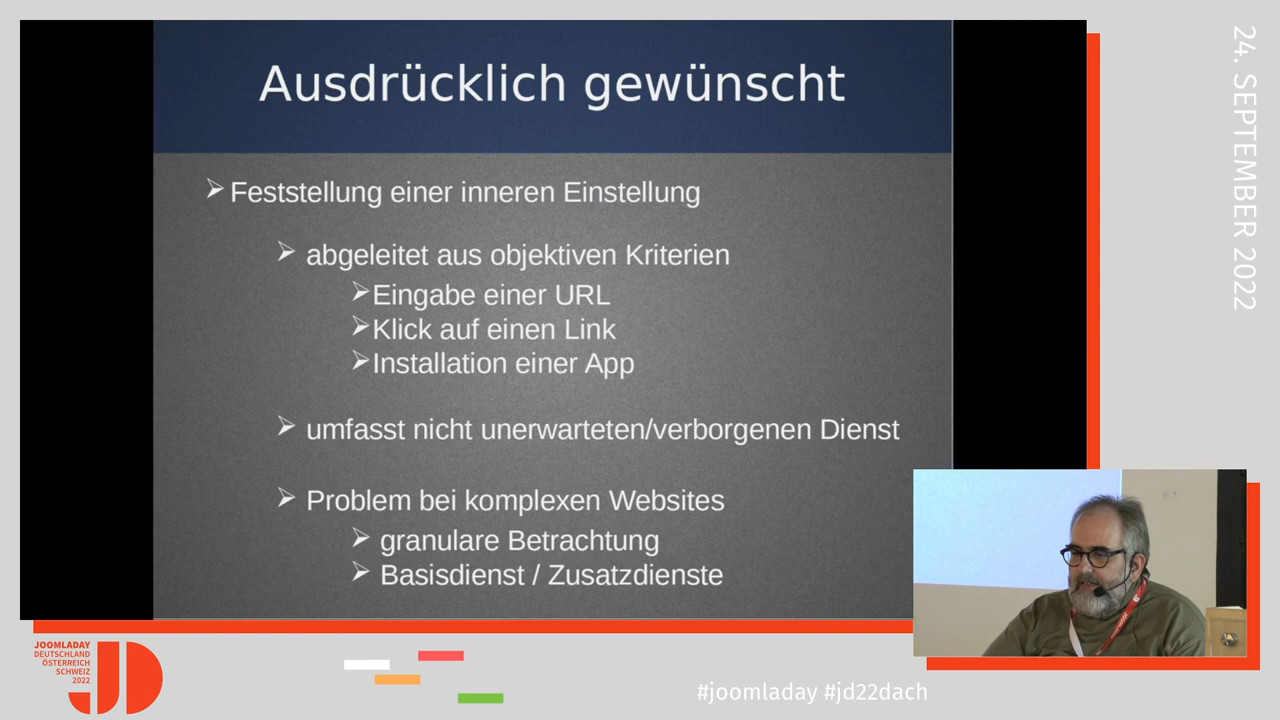 Ausdrücklich gewünscht
Feststellung einer inneren Einstellung
abgeleitet aus objektiven Kriterien
Eingabe einer URL
Klick auf einen Link
Installation einer App
umfasst nicht unerwarteten/verborgenen Dienst
Problem bei komplexen Websites
granulare Betrachtung
Basisdienst / Zusatzdienste
24. SEPTEMBER 2022
JOOMLADAY
DEUTSCHLAND
ÖSTERREICH
SCHWEIZ
2022
JD
#joomladay #jd22dach